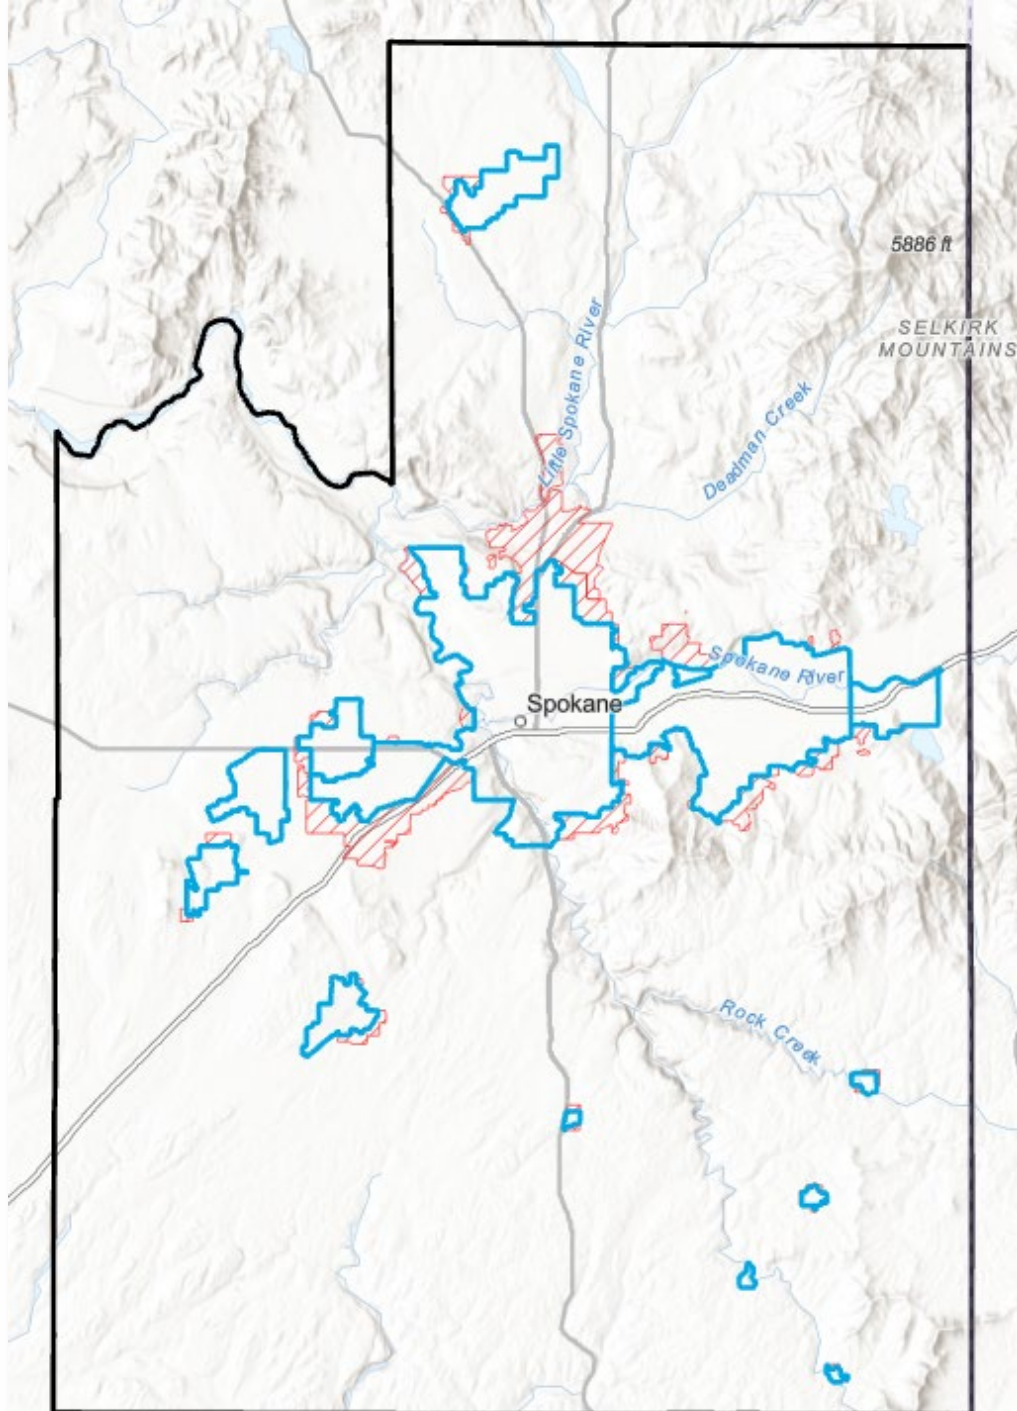 5886 ft
SELKIRK
MOUNTAINS
Little Spokane River
Deadman Creek
Spokane River
Spokane
Rock Creek